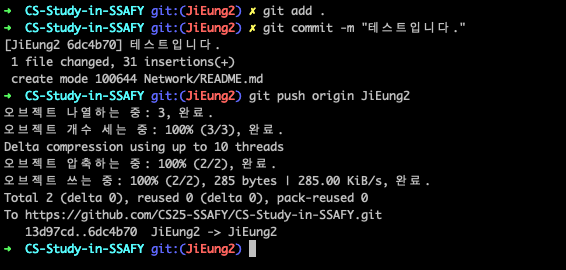 ➜  CS-Study-in-SSAFY git:(JiEung2) ✗ git add .
➜  CS-Study-in-SSAFY git:(JiEung2) ✗ git commit -m "테스트입니다."
[JiEung2 6dc4b70] 테스트입니다.
 1 file changed, 31 insertions(+)
 create mode 100644 Network/README.md
➜  CS-Study-in-SSAFY git:(JiEung2) git push origin JiEung2
오브젝트 나열하는 중: 3, 완료.
오브젝트 개수 세는 중: 100% (3/3), 완료.
Delta compression using up to 10 threads
오브젝트 압축하는 중: 100% (2/2), 완료.
오브젝트 쓰는 중: 100% (2/2), 285 bytes | 285.00 KiB/s, 완료.
Total 2 (delta 0), reused 0 (delta 0), pack-reused 0
To https://github.com/CS25-SSAFY/CS-Study-in-SSAFY.git
   13d97cd..6dc4b70  JiEung2 -> JiEung2
➜  CS-Study-in-SSAFY git:(JiEung2)